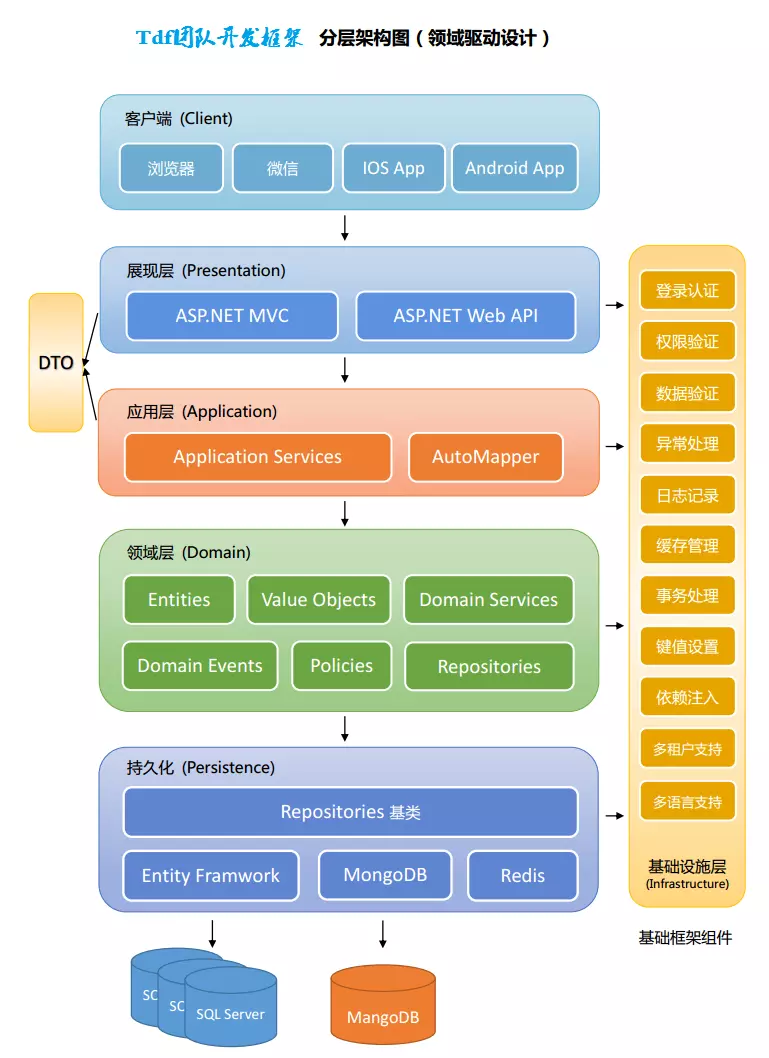 Tdf团队开发框架 分层架构图（领域驱动设计）
客户端 (Client)
浏览器
微信
IOS App
Android App
展现层 (Presentation)
ASP.NET MVC
ASP.NET Web API
DTO
应用层 (Application)
Application Services
AutoMapper
领域层 (Domain)
Entities
Value Objects
Domain Services
Domain Events
Policies
Repositories
持久化 (Persistence)
Repositories 基类
Entity Framwork
MongoDB
Redis
SC
SC
SQL Server
MangoDB
登录认证
权限验证
数据验证
异常处理
日志记录
缓存管理
事务处理
键值设置
依赖注入
多租户支持
多语言支持
基础设施层
(Infrastructure)
基础框架组件